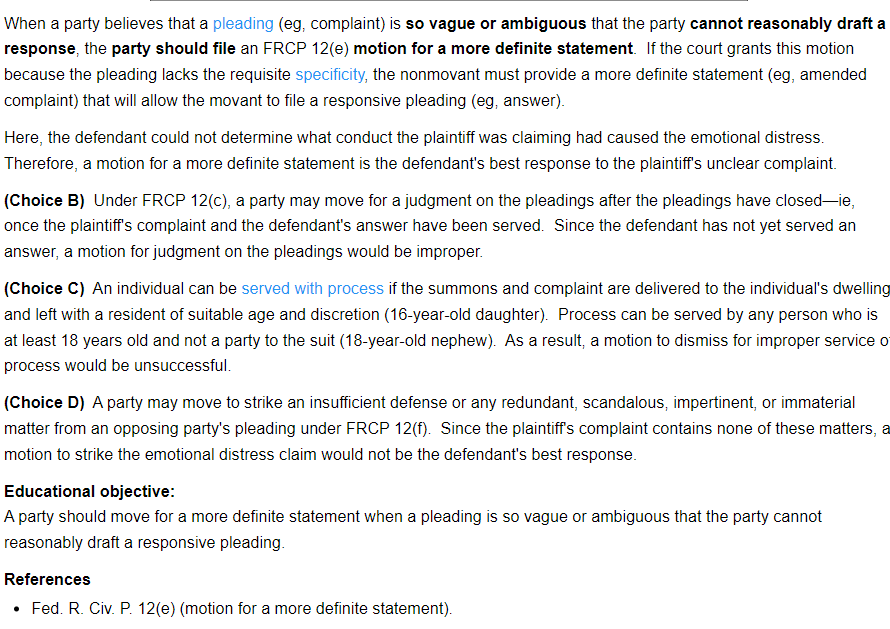 When a party believes that a pleading (eg, complaint) is so vague or ambiguous that the party cannot reasonably draft a
response, the party should file an FRCP 12(e) motion for a more definite statement.  If the court grants this motion
because the pleading lacks the requisite specificity, the nonmovant must provide a more definite statement (eg, amended
complaint) that will allow the movant to file a responsive pleading (eg, answer).
Here, the defendant could not determine what conduct the plaintiff was claiming had caused the emotional distress.
Therefore, a motion for a more definite statement is the defendant's best response to the plaintiff's unclear complaint.
(Choice B)  Under FRCP 12(c), a party may move for a judgment on the pleadings after the pleadings have closed—ie,
once the plaintiff's complaint and the defendant's answer have been served.  Since the defendant has not yet served an
answer, a motion for judgment on the pleadings would be improper.
(Choice C)  An individual can be served with process if the summons and complaint are delivered to the individual's dwelling
and left with a resident of suitable age and discretion (16-year-old daughter).  Process can be served by any person who is
at least 18 years old and not a party to the suit (18-year-old nephew).  As a result, a motion to dismiss for improper service o
process would be unsuccessful.
(Choice D)  A party may move to strike an insufficient defense or any redundant, scandalous, impertinent, or immaterial
matter from an opposing party's pleading under FRCP 12(f).  Since the plaintiff's complaint contains none of these matters, a
motion to strike the emotional distress claim would not be the defendant's best response.
Educational objective:
A party should move for a more definite statement when a pleading is so vague or ambiguous that the party cannot
reasonably draft a responsive pleading.
References
• Fed. R. Civ. P. 12(e) (motion for a more definite statement).